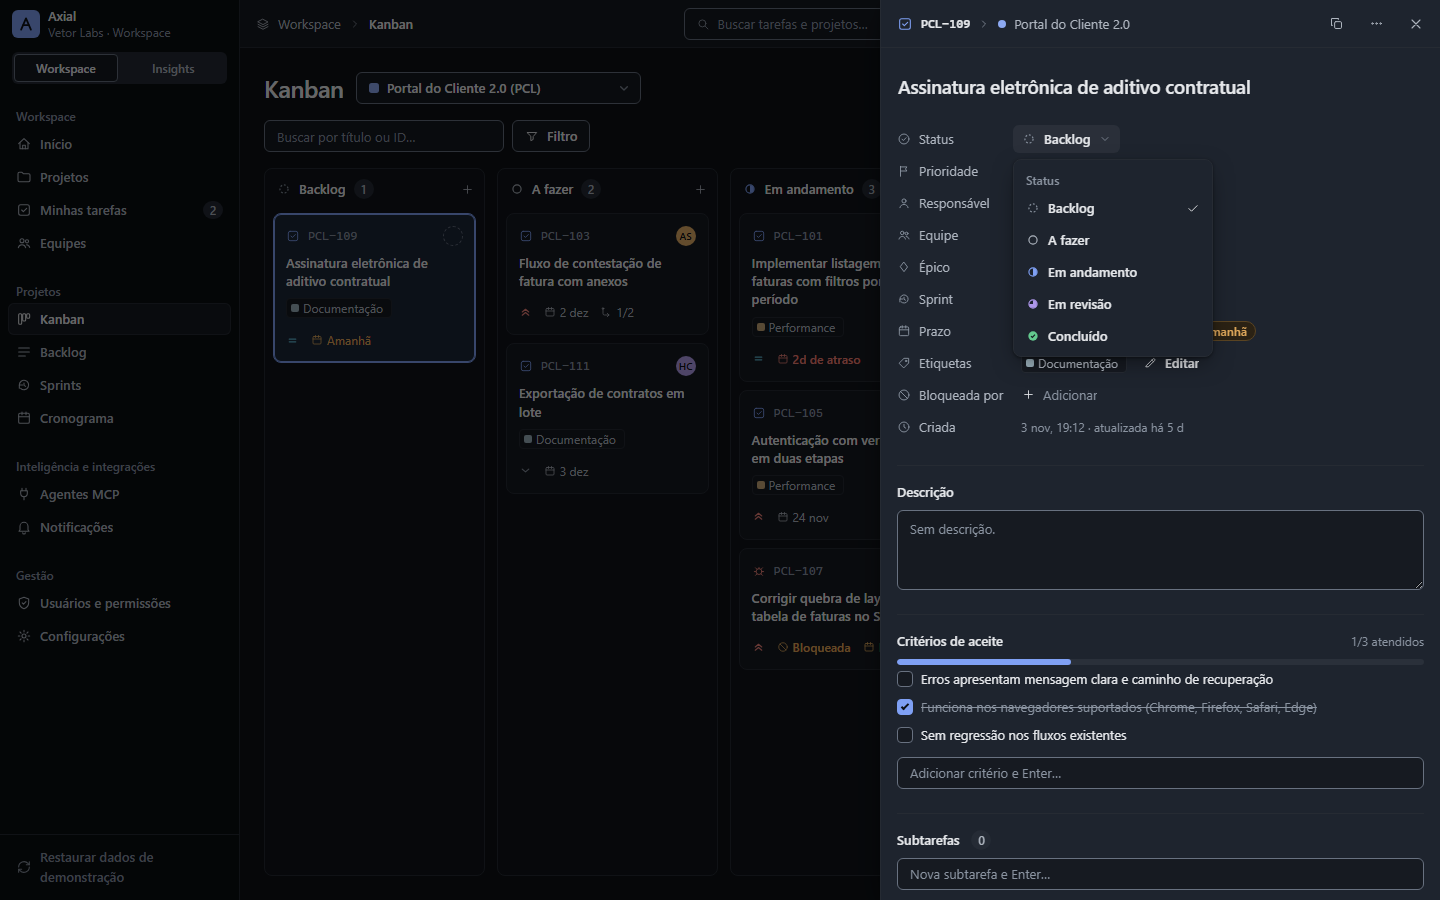 Axial
Vetor Labs · Workspace
Workspace
Insights
Workspace
Início
Projetos
Minhas tarefas
2
Equipes
Projetos
Kanban
Backlog
Sprints
Cronograma
Inteligência e integrações
Agentes MCP
Notificações
Gestão
Usuários e permissões
Configurações
Restaurar dados de
demonstração
Workspace
Kanban
Buscar tarefas e projetos...
Kanban
Portal do Cliente 2.0 (PCL)
Buscar por título ou ID...
Filtro
Backlog 1
PCL-109
Assinatura eletrônica de
aditivo contratual
Documentação
Amanhã
A fazer 2
PCL-103
AS
Fluxo de contestação de
fatura com anexos
2 dez
1/2
PCL-111
HC
Exportação de contratos em
lote
Documentação
3 dez
Em andamento 3
PCL-101
Implementar listagem
faturas com filtros po
período
Performance
2d de atraso
PCL-105
Autenticação com ver
em duas etapas
Performance
24 nov
PCL-107
Corrigir quebra de lay
tabela de faturas no S
Bloqueada
PCL-109
Portal do Cliente 2.0
Assinatura eletrônica de aditivo contratual
Status
Backlog
Prioridade
Responsável
Equipe
Épico
Sprint
Prazo
manhã
Etiquetas
Documentação
Editar
Bloqueada por
Adicionar
Criada
3 nov, 19:12 · atualizada há 5 d
Status
Backlog
A fazer
Em andamento
Em revisão
Concluído
Descrição
Sem descrição.
Critérios de aceite
1/3 atendidos
Erros apresentam mensagem clara e caminho de recuperação
Funciona nos navegadores suportados (Chrome, Firefox, Safari, Edge)
Sem regressão nos fluxos existentes
Adicionar critério e Enter...
Subtarefas 0
Nova subtarefa e Enter...